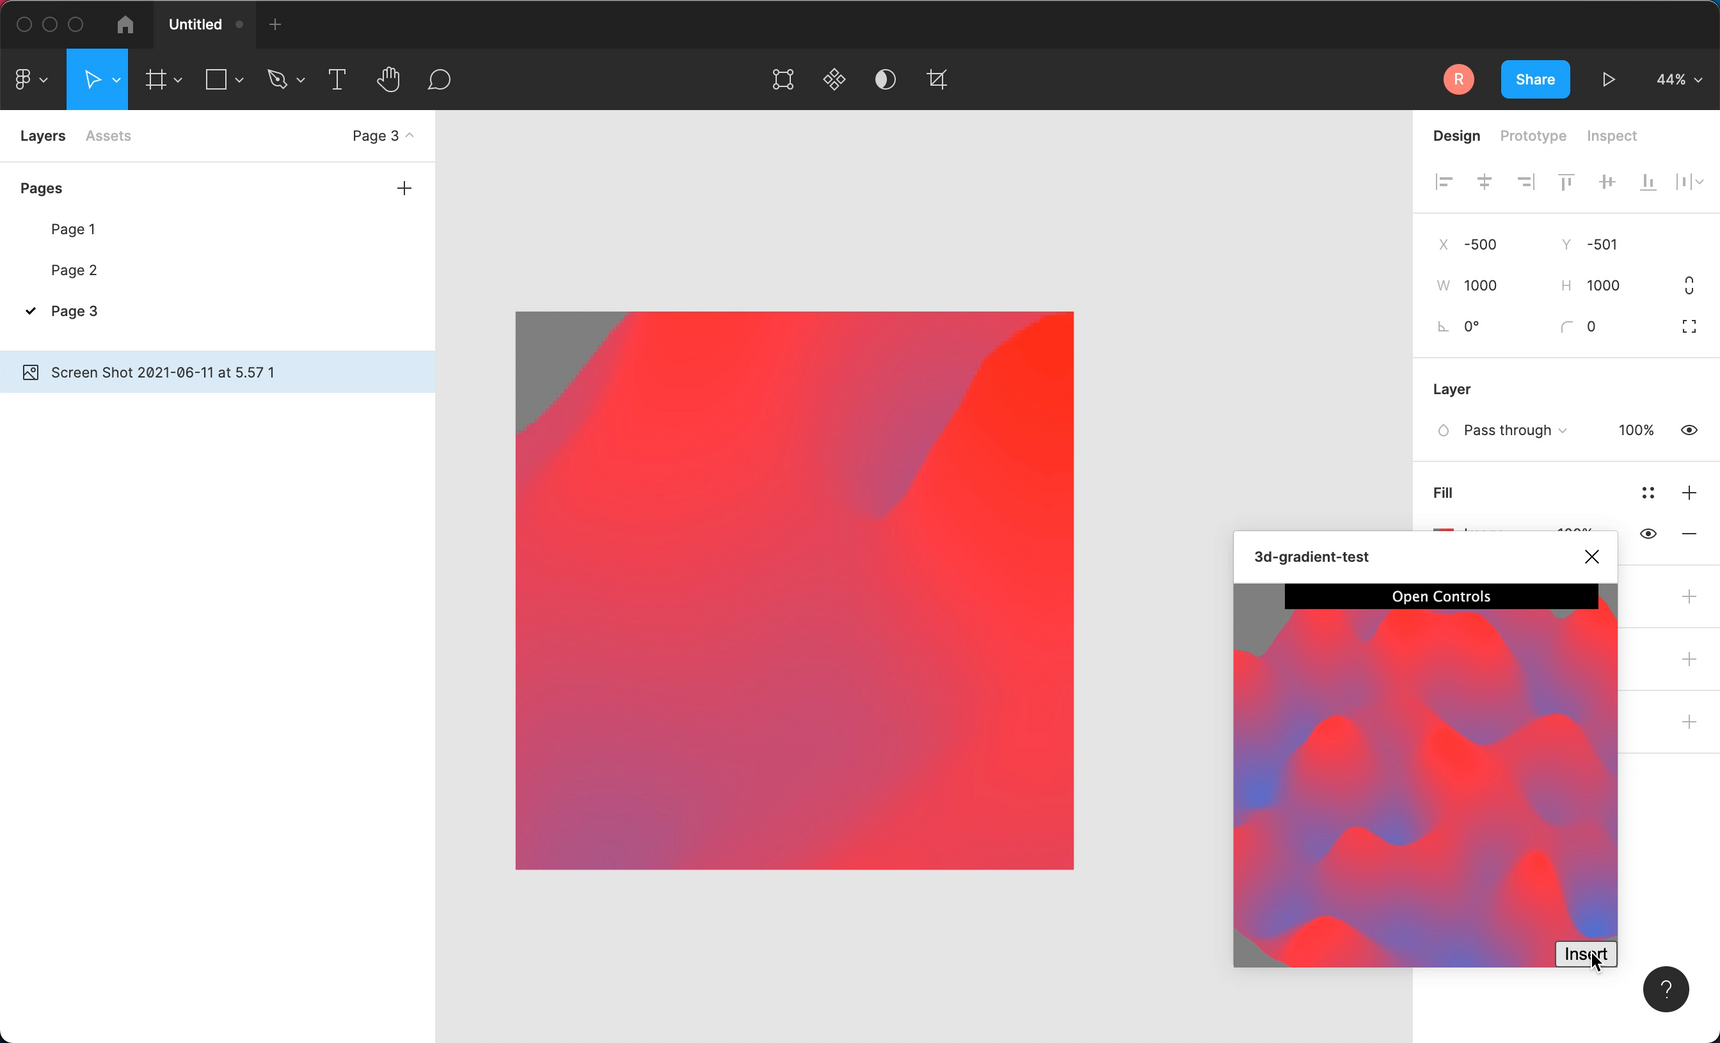 Untitled
R
Share
44%
Layers
Assets
Page 3
Design
Prototype
Inspect
Pages
Page 1
Page 2
Page 3
Screen Shot 2021-06-11 at 5.57 1
X -500
Y -501
W 1000
H 1000
0°
0
Layer
Pass through
100%
Fill
3d-gradient-test
Open Controls
Insert
?